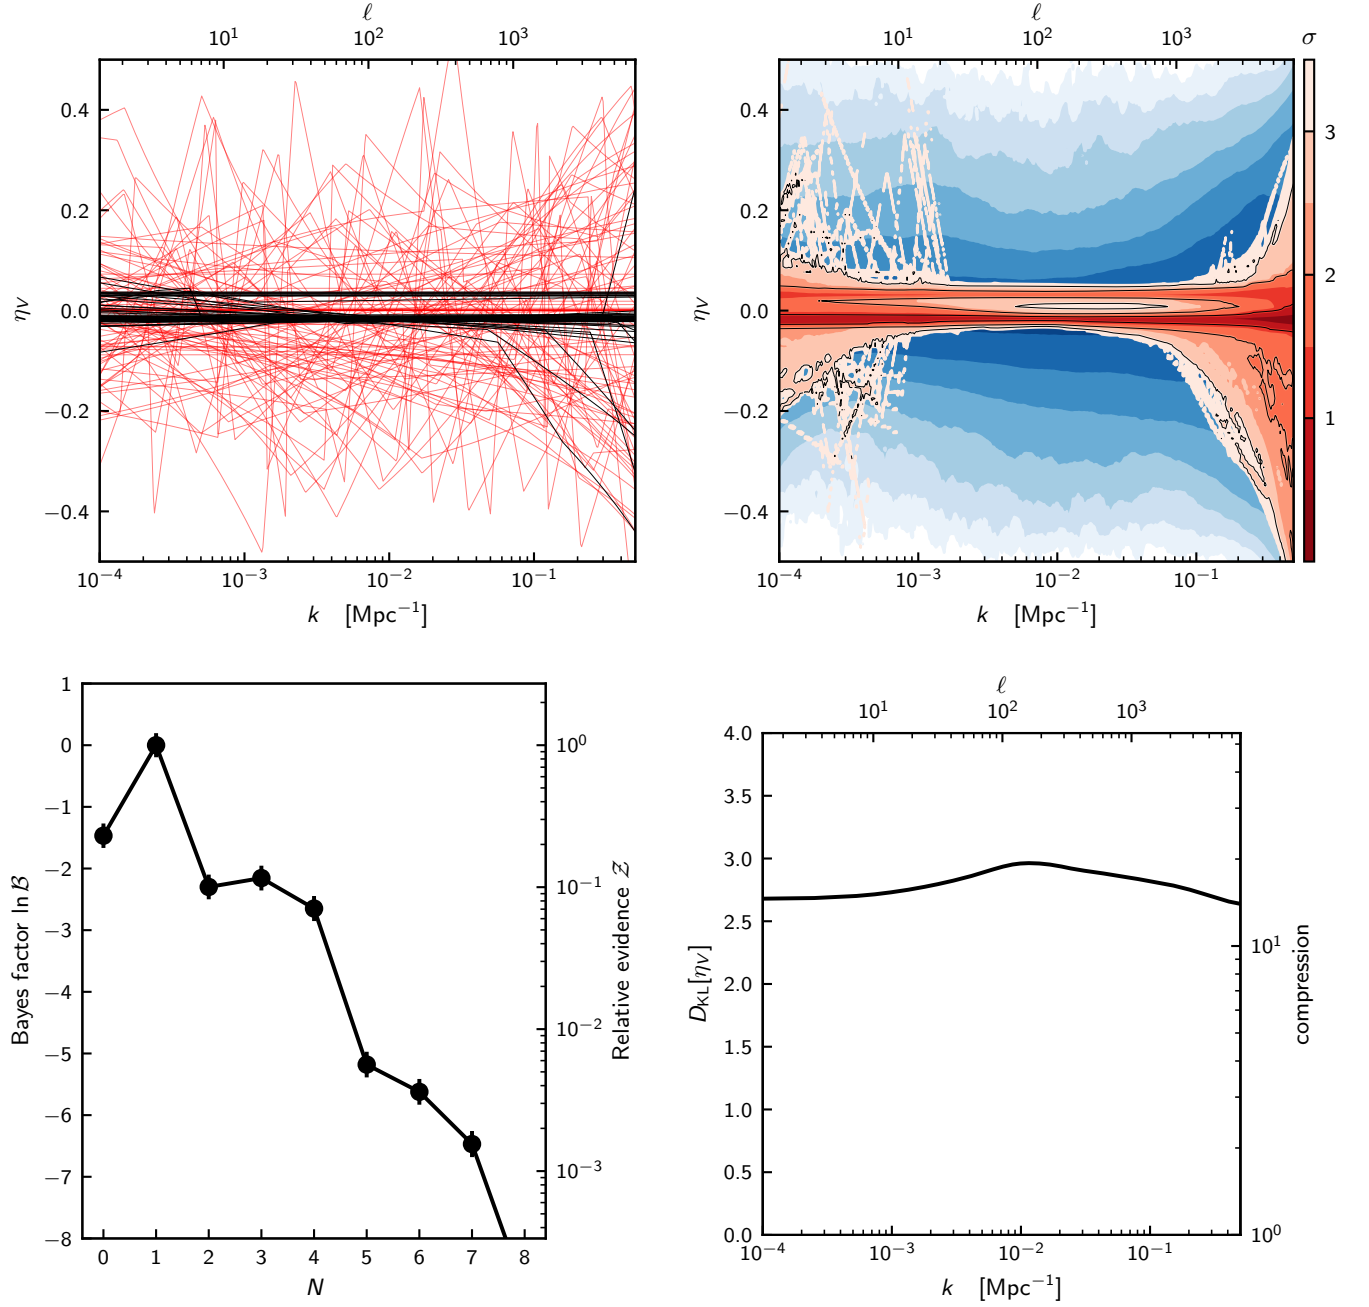 ℓ
10¹ 10² 10³
0.4
0.2
0.0
−0.2
−0.4
η_V
10⁻⁴ 10⁻³ 10⁻² 10⁻¹
k [Mpc⁻¹]
ℓ
10¹ 10² 10³
σ
0.4
0.2
0.0
−0.2
−0.4
η_V
3
2
1
10⁻⁴ 10⁻³ 10⁻² 10⁻¹
k [Mpc⁻¹]
1
0
−1
−2
−3
−4
−5
−6
−7
−8
Bayes factor ln ℬ
10⁰
10⁻¹
10⁻²
10⁻³
Relative evidence 𝒵
0 1 2 3 4 5 6 7 8
N
ℓ
10¹ 10² 10³
4.0
3.5
3.0
2.5
2.0
1.5
1.0
0.5
0.0
D_KL[η_V]
10¹
10⁰
compression
10⁻⁴ 10⁻³ 10⁻² 10⁻¹
k [Mpc⁻¹]